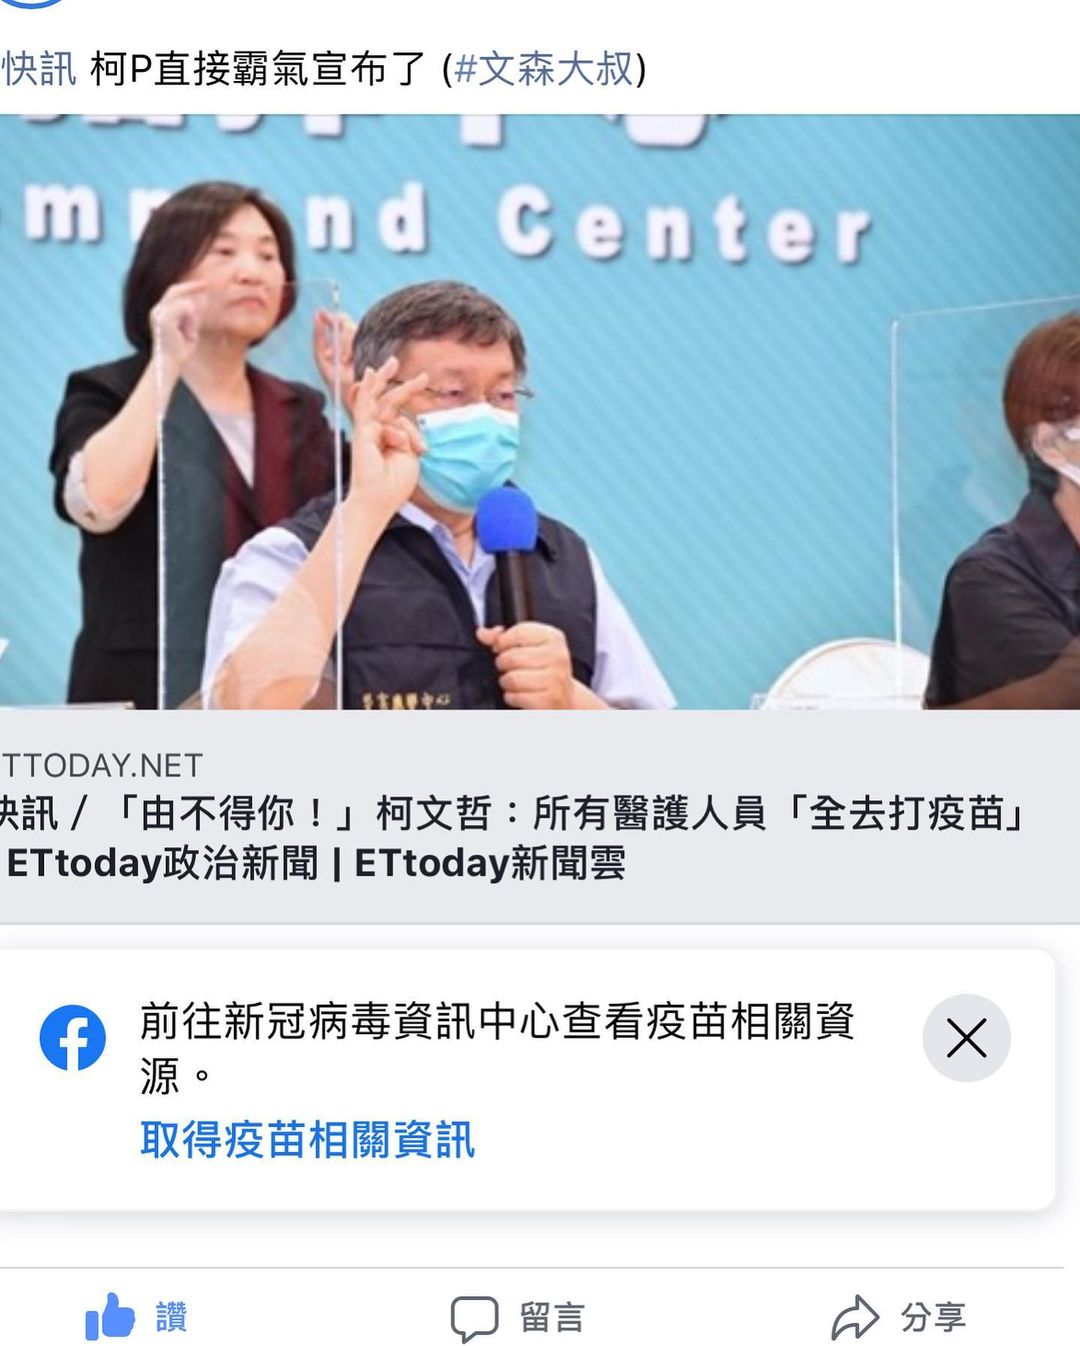 快訊 柯P直接霸氣宣布了 (#文森大叔)
mm nd Center
TTODAY.NET
快訊／「由不得你！」柯文哲：所有醫護人員「全去打疫苗」
ETtoday政治新聞 | ETtoday新聞雲
前往新冠病毒資訊中心查看疫苗相關資
源。
取得疫苗相關資訊
讚 留言 分享